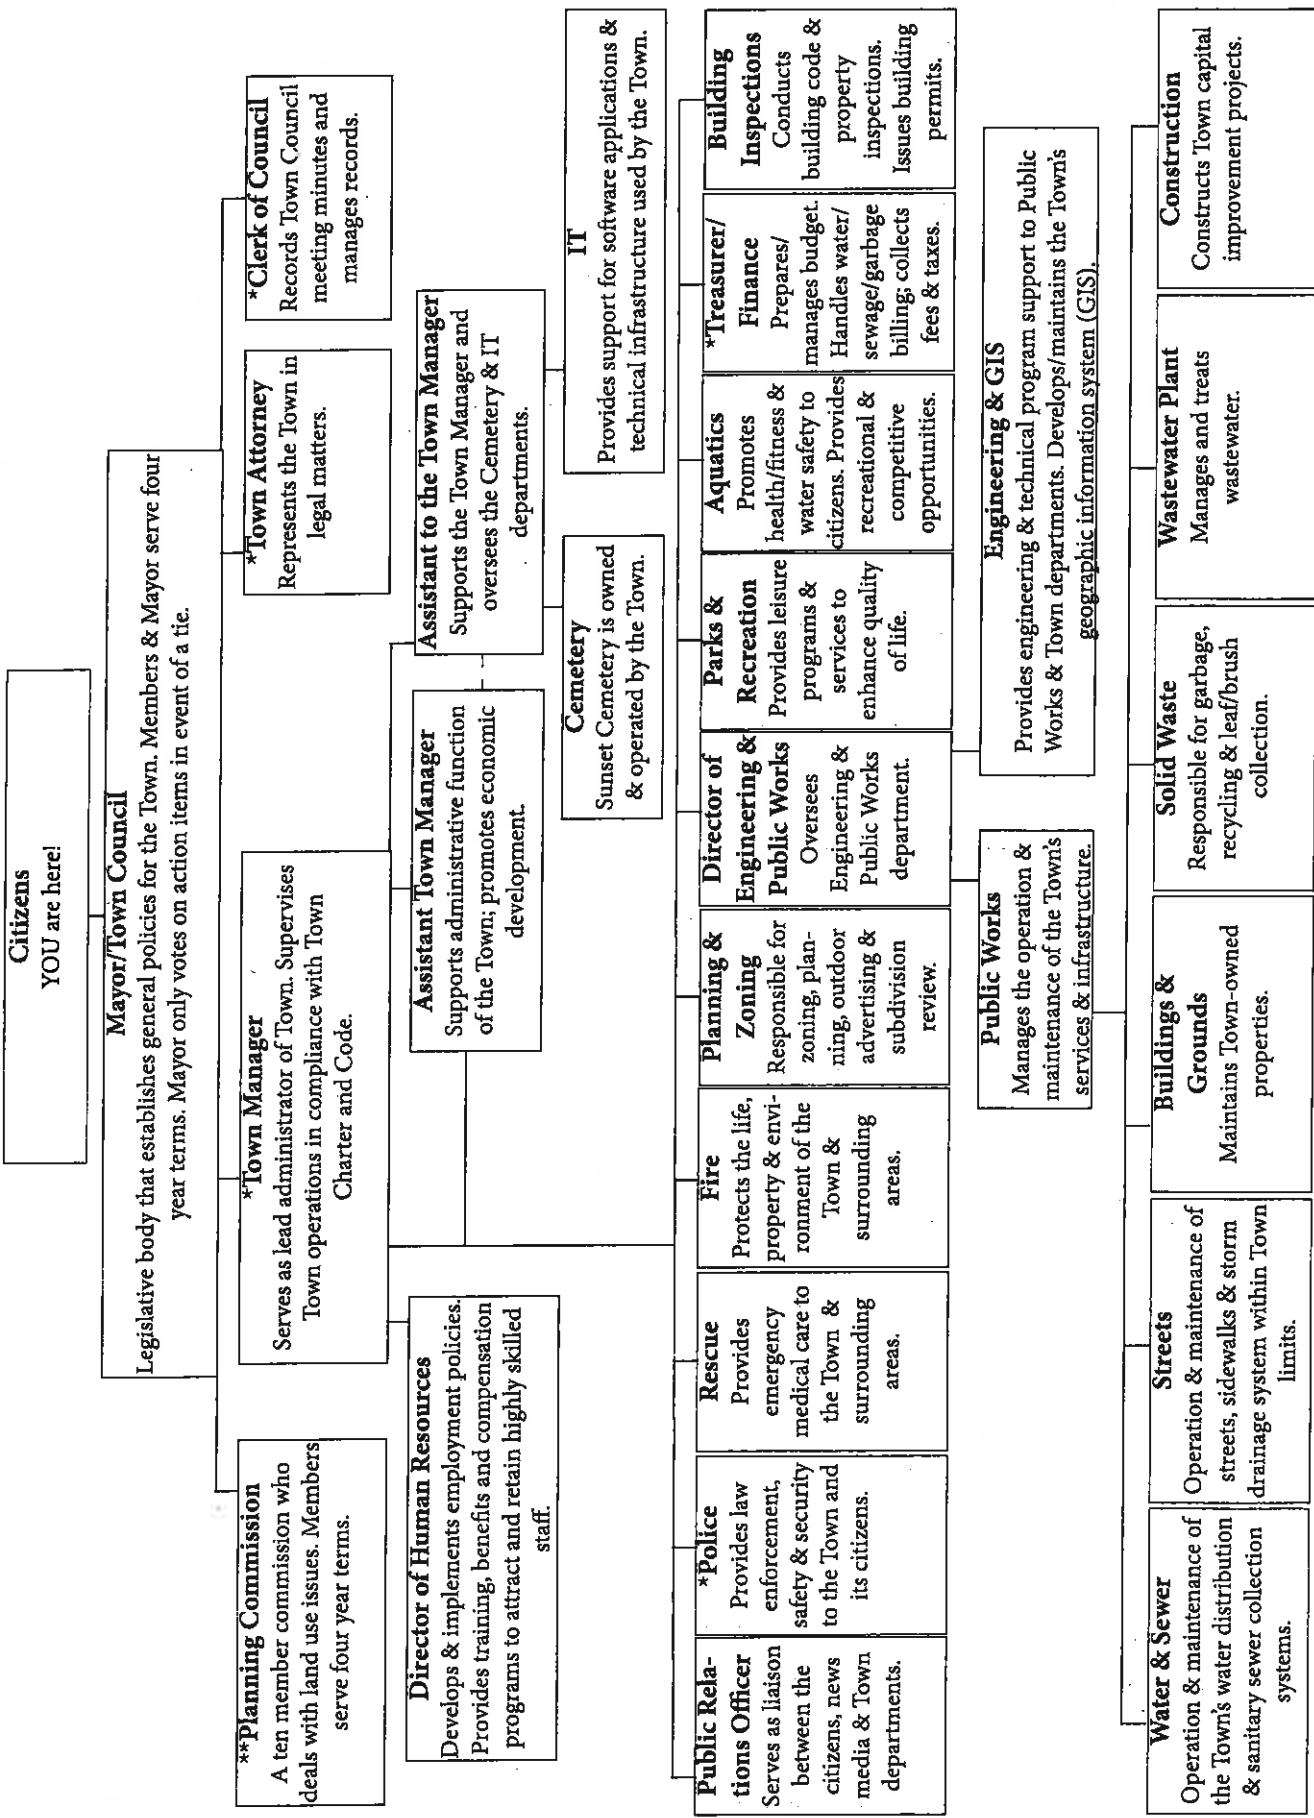 Citizens
YOU are here!
Mayor/Town Council
Legislative body that establishes general policies for the Town. Members & Mayor serve four
year terms. Mayor only votes on action items in event of a tie.
**Planning Commission
A ten member commission who
deals with land use issues. Members
serve four year terms.
*Town Manager
Serves as lead administrator of Town. Supervises
Town operations in compliance with Town
Charter and Code.
*Town Attorney
Represents the Town in
legal matters.
*Clerk of Council
Records Town Council
meeting minutes and
manages records.
Director of Human Resources
Develops & implements employment policies.
Provides training, benefits and compensation
programs to attract and retain highly skilled
staff.
Assistant Town Manager
Supports administrative function
of the Town; promotes economic
development.
Assistant to the Town Manager
Supports the Town Manager and
oversees the Cemetery & IT
departments.
Cemetery
Sunset Cemetery is owned
& operated by the Town.
IT
Provides support for software applications &
technical infrastructure used by the Town.
Public Rela-
tions Officer
Serves as liaison
between the
citizens, news
media & Town
departments.
*Police
Provides law
enforcement,
safety & security
to the Town and
its citizens.
Rescue
Provides
emergency
medical care to
the Town &
surrounding
areas.
Fire
Protects the life,
property & envi-
ronment of the
Town &
surrounding
areas.
Planning &
Zoning
Responsible for
zoning, plan-
ning, outdoor
advertising &
subdivision
review.
Director of
Engineering &
Public Works
Oversees
Engineering &
Public Works
department.
Parks &
Recreation
Provides leisure
programs &
services to
enhance quality
of life.
Aquatics
Promotes
health/fitness &
water safety to
citizens. Provides
recreational &
competitive
opportunities.
*Treasurer/
Finance
Prepares/
manages budget.
Handles water/
sewage/garbage
billing; collects
fees & taxes.
Building
Inspections
Conducts
building code &
property
inspections.
Issues building
permits.
Public Works
Manages the operation &
maintenance of the Town's
services & infrastructure.
Engineering & GIS
Provides engineering & technical program support to Public
Works & Town departments. Develops/maintains the Town's
geographic information system (GIS).
Water & Sewer
Operation & maintenance of
the Town's water distribution
& sanitary sewer collection
systems.
Streets
Operation & maintenance of
streets, sidewalks & storm
drainage system within Town
limits.
Buildings &
Grounds
Maintains Town-owned
properties.
Solid Waste
Responsible for garbage,
recycling & leaf/brush
collection.
Wastewater Plant
Manages and treats
wastewater.
Construction
Constructs Town capital
improvement projects.